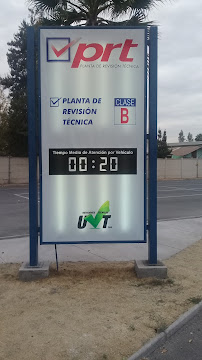 prt
PLANTA DE REVISIÓN TÉCNICA
PLANTA DE
REVISIÓN
TÉCNICA
CLASE
B
Tiempo Medio de Atención por Vehículo
00:20
UVT